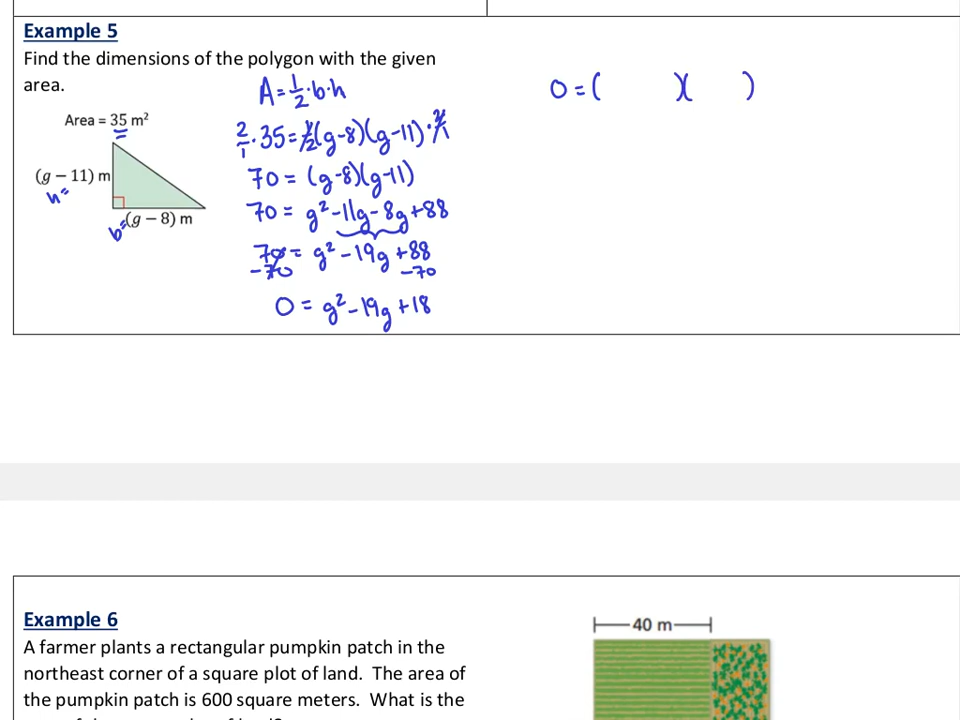 Example 5
Find the dimensions of the polygon with the given
area.
Area = 35 m²
(g – 11) m
h=
b=
(g – 8) m
A = 1/2 · b · h
2/1 · 35 = 1/2 (g-8)(g-11) · 2/1
70 = (g-8)(g-11)
70 = g² - 11g - 8g + 88
70 = g² - 19g + 88
-70 -70
0 = g² - 19g + 18
0 = ( )( )
Example 6
A farmer plants a rectangular pumpkin patch in the
northeast corner of a square plot of land. The area of
the pumpkin patch is 600 square meters. What is the
40 m